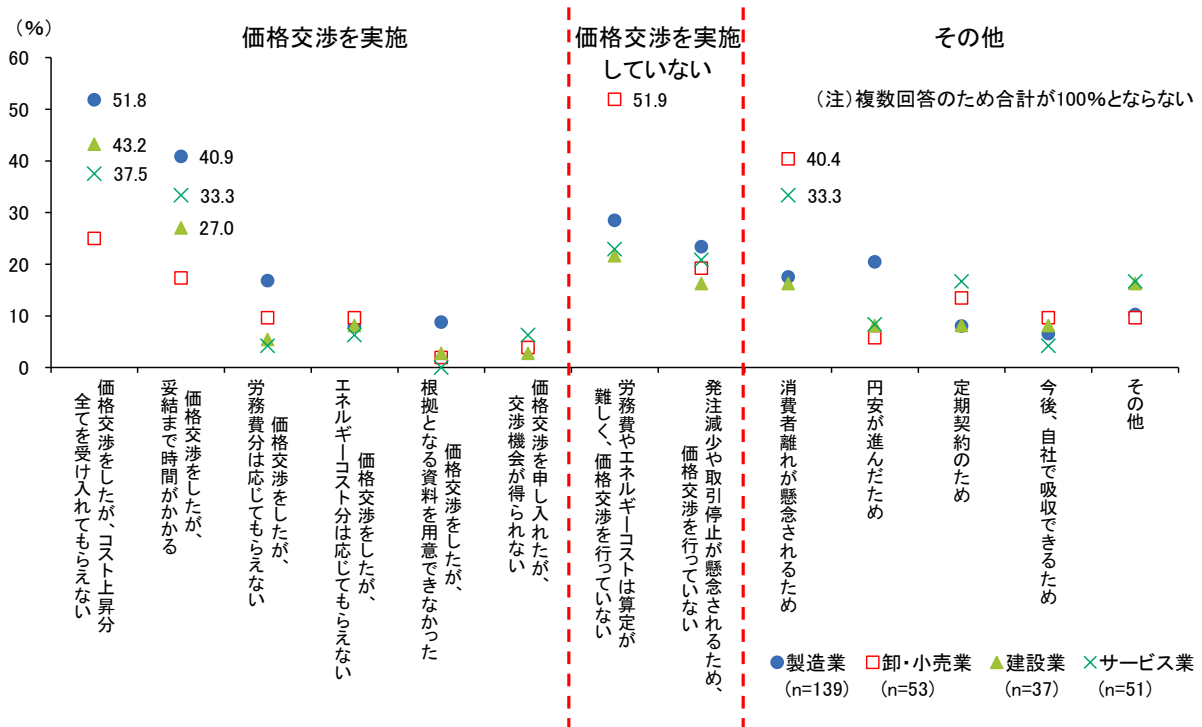 (%)
価格交渉を実施
価格交渉を実施
していない
その他
(注)複数回答のため合計が100%とならない
60
50
40
30
20
10
0
51.8
43.2
37.5
40.9
33.3
27.0
51.9
40.4
33.3
価格交渉をしたが、コスト上昇分
全てを受け入れてもらえない
価格交渉をしたが、
妥結まで時間がかかる
価格交渉をしたが、
労務費分は応じてもらえない
価格交渉をしたが、
エネルギーコスト分は応じてもらえない
価格交渉をしたが、
根拠となる資料を用意できなかった
価格交渉を申し入れたが、
交渉機会が得られない
労務費やエネルギーコストは算定が
難しく、価格交渉を行っていない
発注減少や取引停止が懸念されるため、
価格交渉を行っていない
消費者離れが懸念されるため
円安が進んだため
定期契約のため
今後、自社で吸収できるため
その他
製造業
(n=139)
卸・小売業
(n=53)
建設業
(n=37)
サービス業
(n=51)